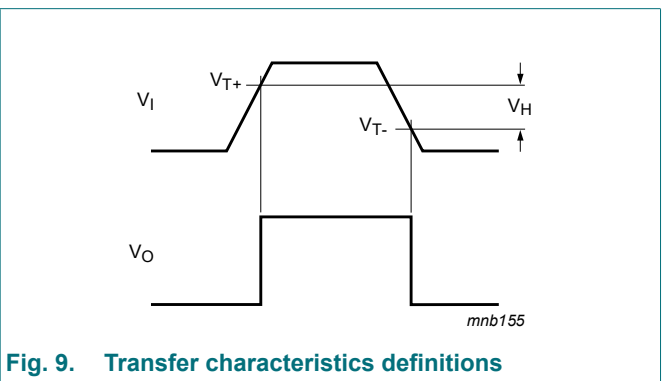 VT+
VI
VH
VT-
VO
mnb155
Fig. 9. Transfer characteristics definitions